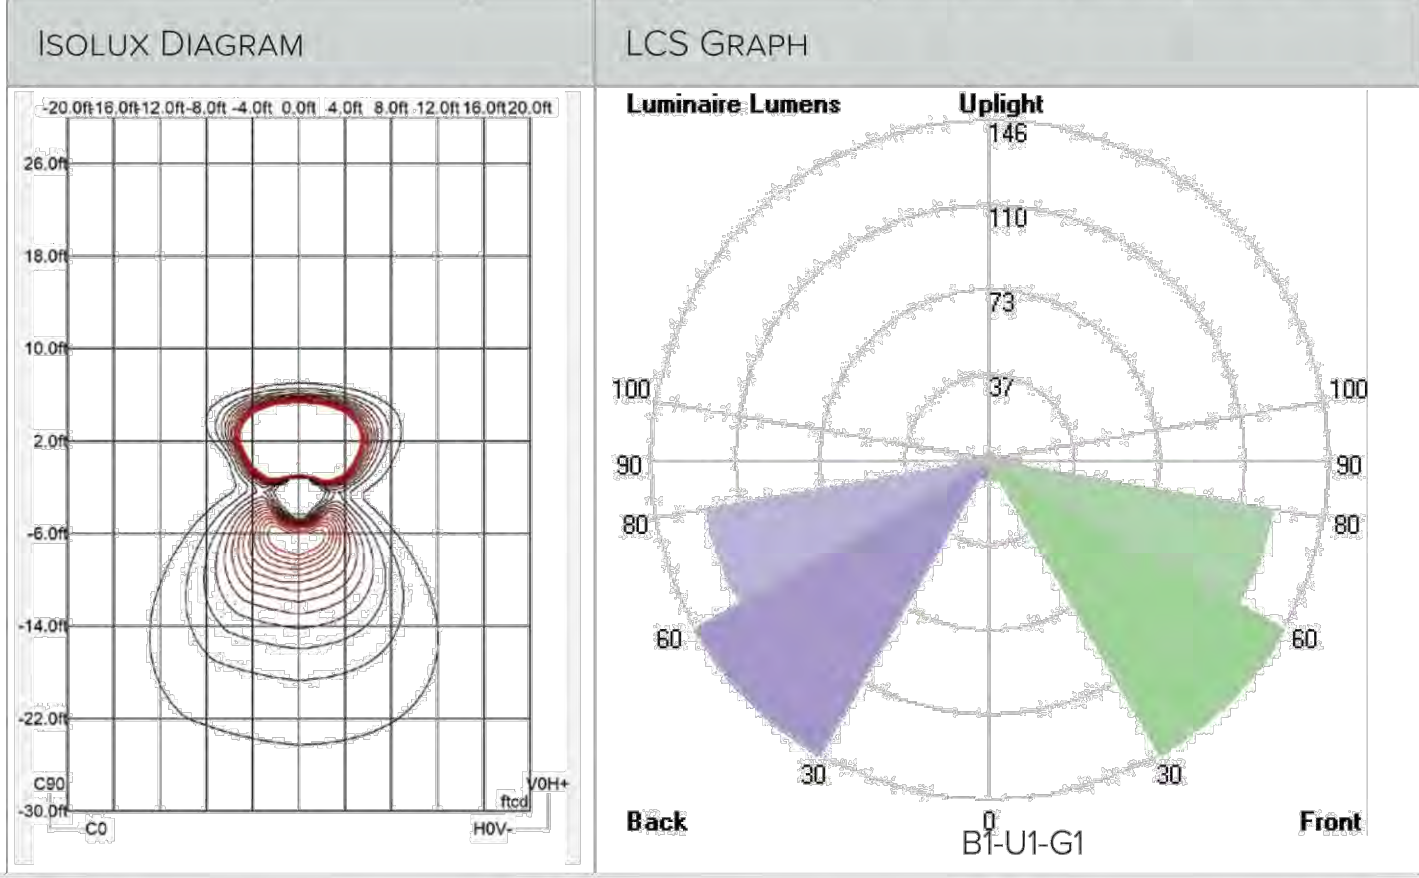 ISOLUX DIAGRAM
LCS GRAPH
-20.0ft 16.0ft -12.0ft -8.0ft -4.0ft 0.0ft 4.0ft 8.0ft 12.0ft 16.0ft 20.0ft
26.0ft
18.0ft
10.0ft
2.0ft
-6.0ft
-14.0ft
-22.0ft
-30.0ft
C90
C0
V0H+
ftcd
H0V-
Luminaire Lumens
Uplight
146
110
73
37
100
100
90
90
80
80
60
60
30
30
Back
0
Front
B1-U1-G1